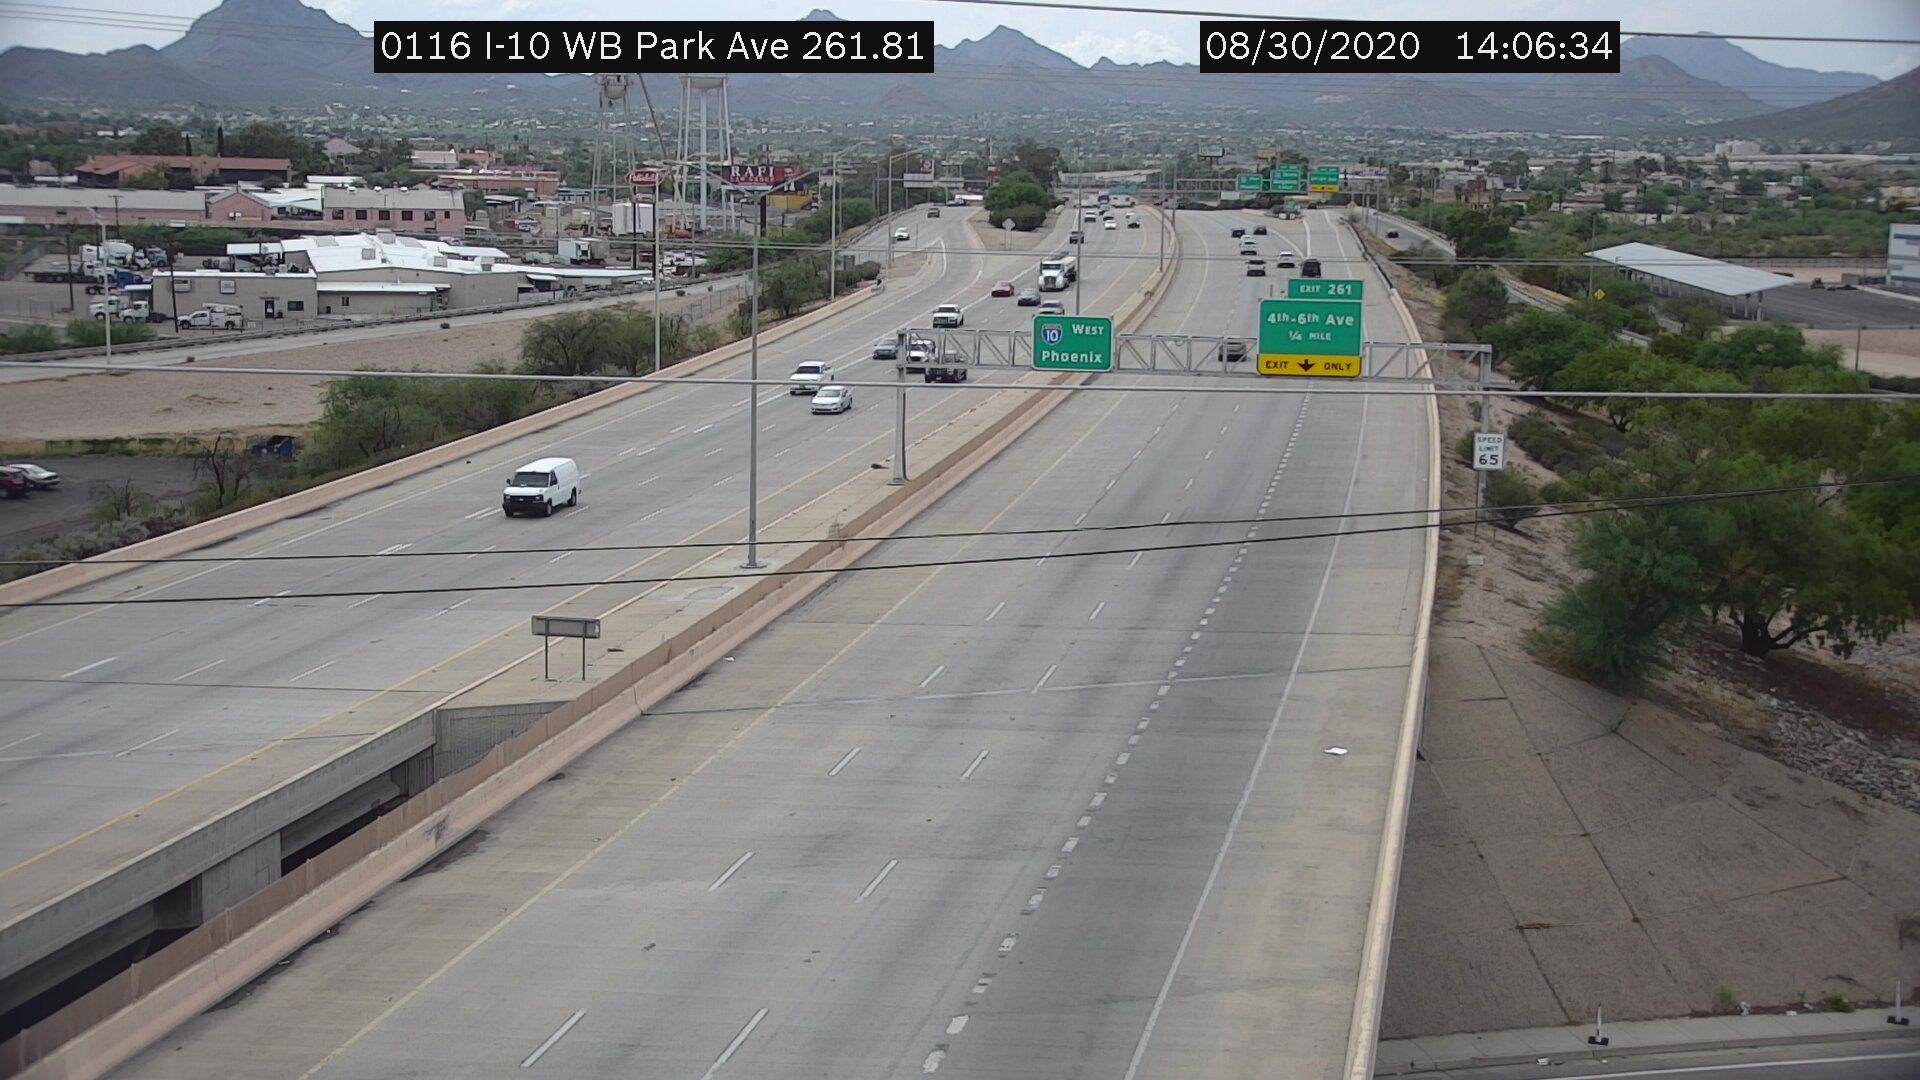 0116 I-10 WB Park Ave 261.81
08/30/2020 14:06:34
RAFI
EXIT 261
10 WEST
Phoenix
4th-6th Ave
1/4 MILE
EXIT ONLY
SPEED
LIMIT
65